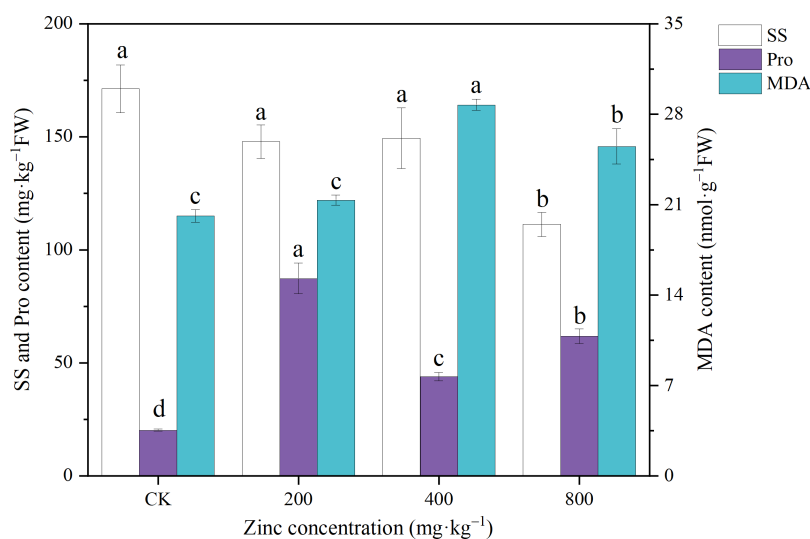 SS
Pro
MDA
200
150
100
50
0
SS and Pro content (mg·kg⁻¹FW)
a
c
d
a
a
c
a
a
c
b
b
b
35
28
21
14
7
0
MDA content (nmol·g⁻¹FW)
CK 200 400 800
Zinc concentration (mg·kg⁻¹)